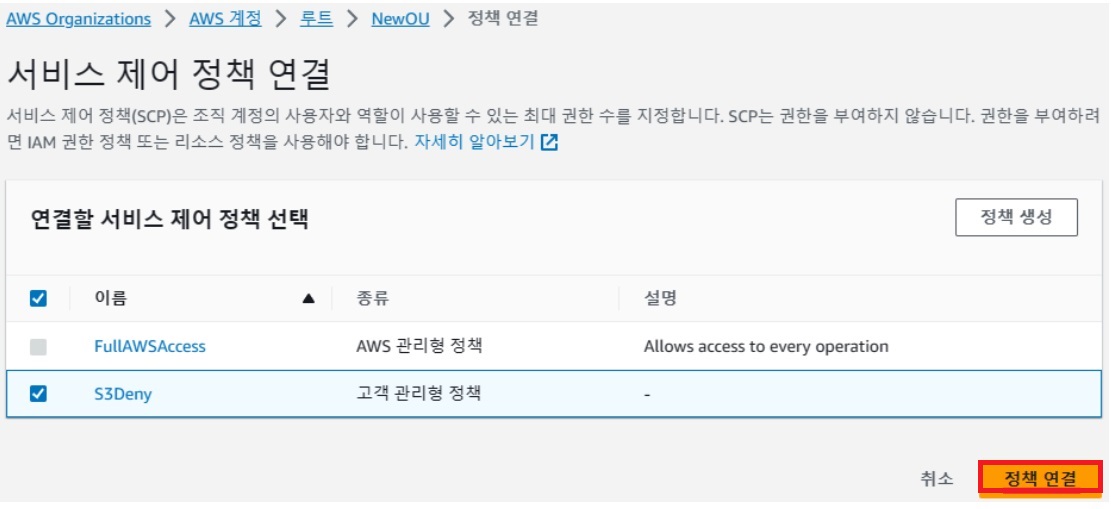 AWS Organizations > AWS 계정 > 루트 > NewOU > 정책 연결
서비스 제어 정책 연결
서비스 제어 정책(SCP)은 조직 계정의 사용자와 역할이 사용할 수 있는 최대 권한 수를 지정합니다. SCP는 권한을 부여하지 않습니다. 권한을 부여하려
면 IAM 권한 정책 또는 리소스 정책을 사용해야 합니다. 자세히 알아보기
연결할 서비스 제어 정책 선택 정책 생성
이름 종류 설명
FullAWSAccess AWS 관리형 정책 Allows access to every operation
S3Deny 고객 관리형 정책 -
취소 정책 연결